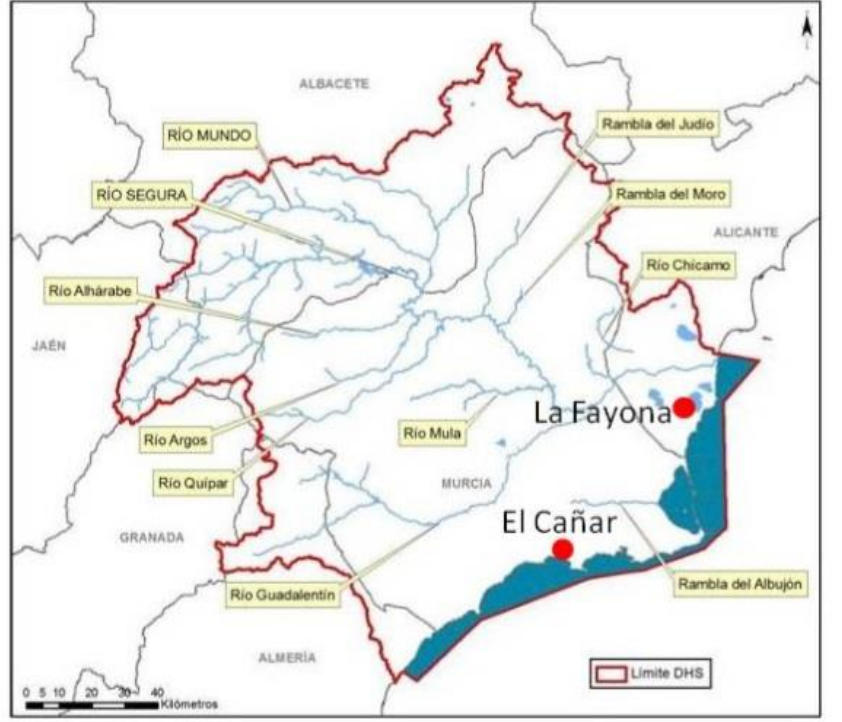 ALBACETE
RÍO MUNDO
Rambla del Judío
RÍO SEGURA
Rambla del Moro
ALICANTE
Río Chícamo
Río Alhárabe
JAÉN
La Fayona
Río Argos
Río Mula
Río Quípar
MURCIA
El Cañar
GRANADA
Río Guadalentín
Rambla del Albujón
ALMERÍA
Límite DHS
0 5 10 20 30 40
Kilómetros